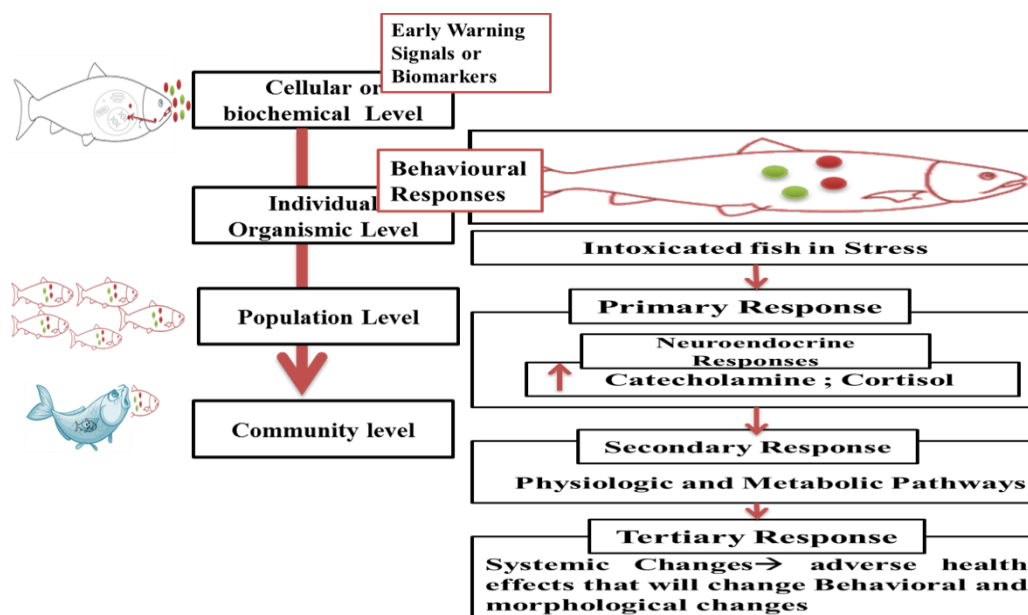 Early Warning
Signals or
Biomarkers
Cellular or
biochemical Level
Behavioural
Responses
Individual
Organismic Level
Population Level
Community level
Intoxicated fish in Stress
Primary Response
Neuroendocrine
Responses
Catecholamine ; Cortisol
Secondary Response
Physiologic and Metabolic Pathways
Tertiary Response
Systemic Changes→ adverse health
effects that will change Behavioral and
morphological changes